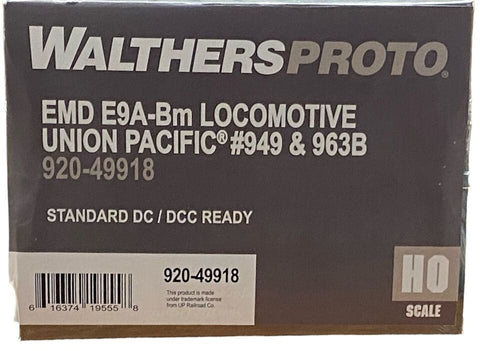 WALTHERSPROTO®
EMD E9A-Bm LOCOMOTIVE
UNION PACIFIC® #949 & 963B
920-49918
STANDARD DC / DCC READY
920-49918
This product is made
under trademark license
from UP Railroad Co.
6 16374 19555 8
HO
SCALE